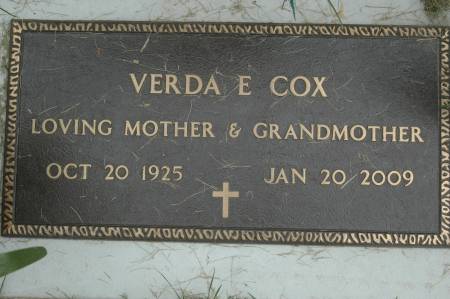 VERDA E COX
LOVING MOTHER & GRANDMOTHER
OCT 20 1925 JAN 20 2009